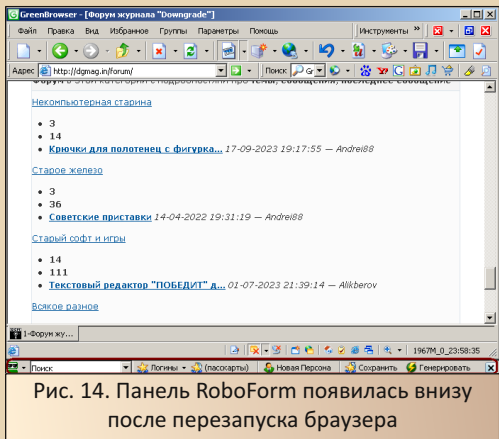 GreenBrowser - [Форум журнала "Downgrade"]
Файл Правка Вид Избранное Группы Параметры Помощь Инструменты »
Адрес http://dgmag.in/forum/ Поиск Gr
Некомпьютерная старина
3
14
Крючки для полотенец с фигурка... 17-09-2023 19:17:55 — Andrei88
Старое железо
3
36
Советские приставки 14-04-2022 19:31:19 — Andrei88
Старый софт и игры
14
111
Текстовый редактор "ПОБЕДИТ" д... 01-07-2023 21:39:14 — Alikberov
Всякое разное
1-Форум жу...
1967M_0_23:58:35
Поиск Логины (пасскарты) Новая Персона Сохранить Генерировать
Рис. 14. Панель RoboForm появилась внизу
после перезапуска браузера